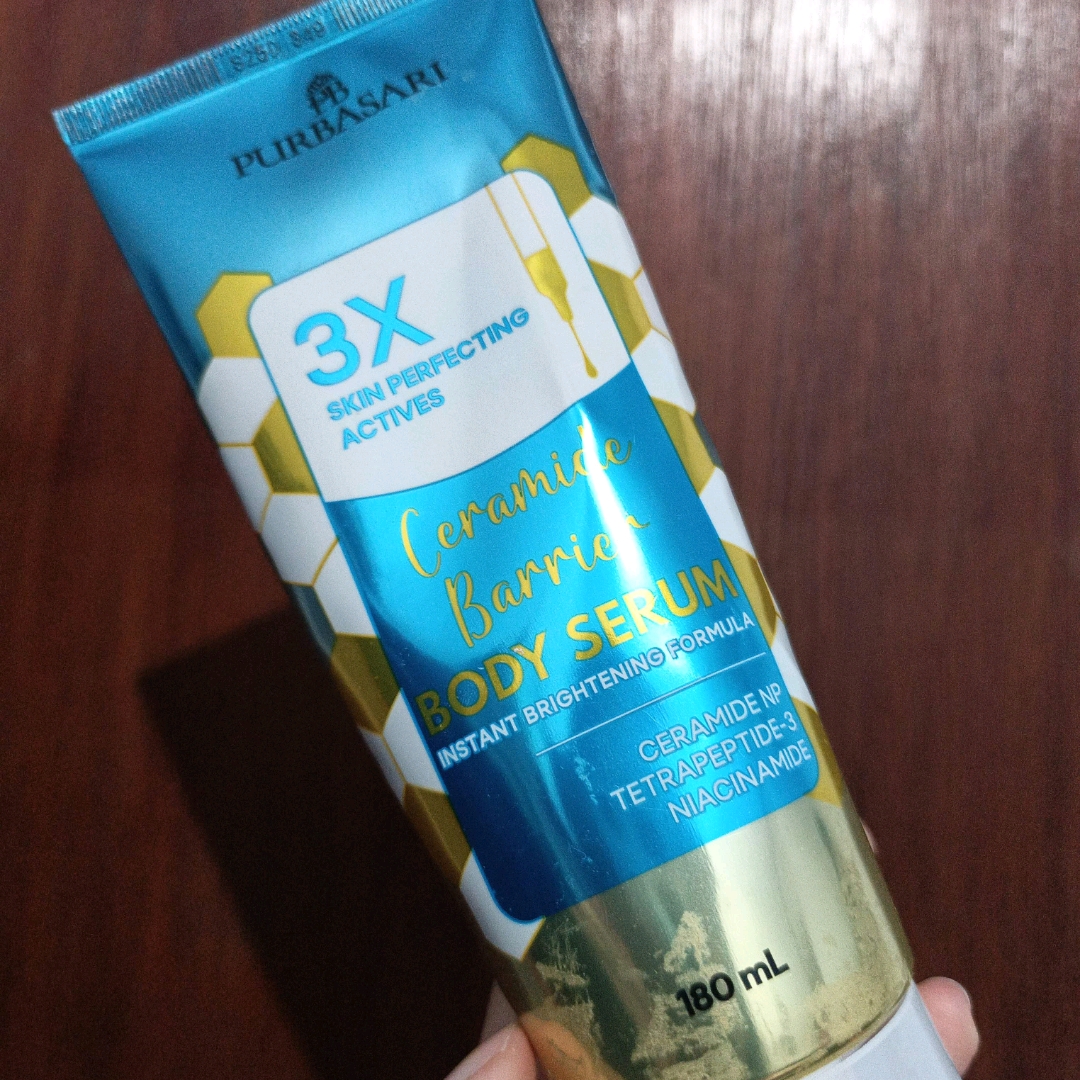 PB
PURBASARI
3X
SKIN PERFECTING
ACTIVES
Ceramide
Barrier
BODY SERUM
INSTANT BRIGHTENING FORMULA
CERAMIDE NP
TETRAPEPTIDE-3
NIACINAMIDE
180 mL